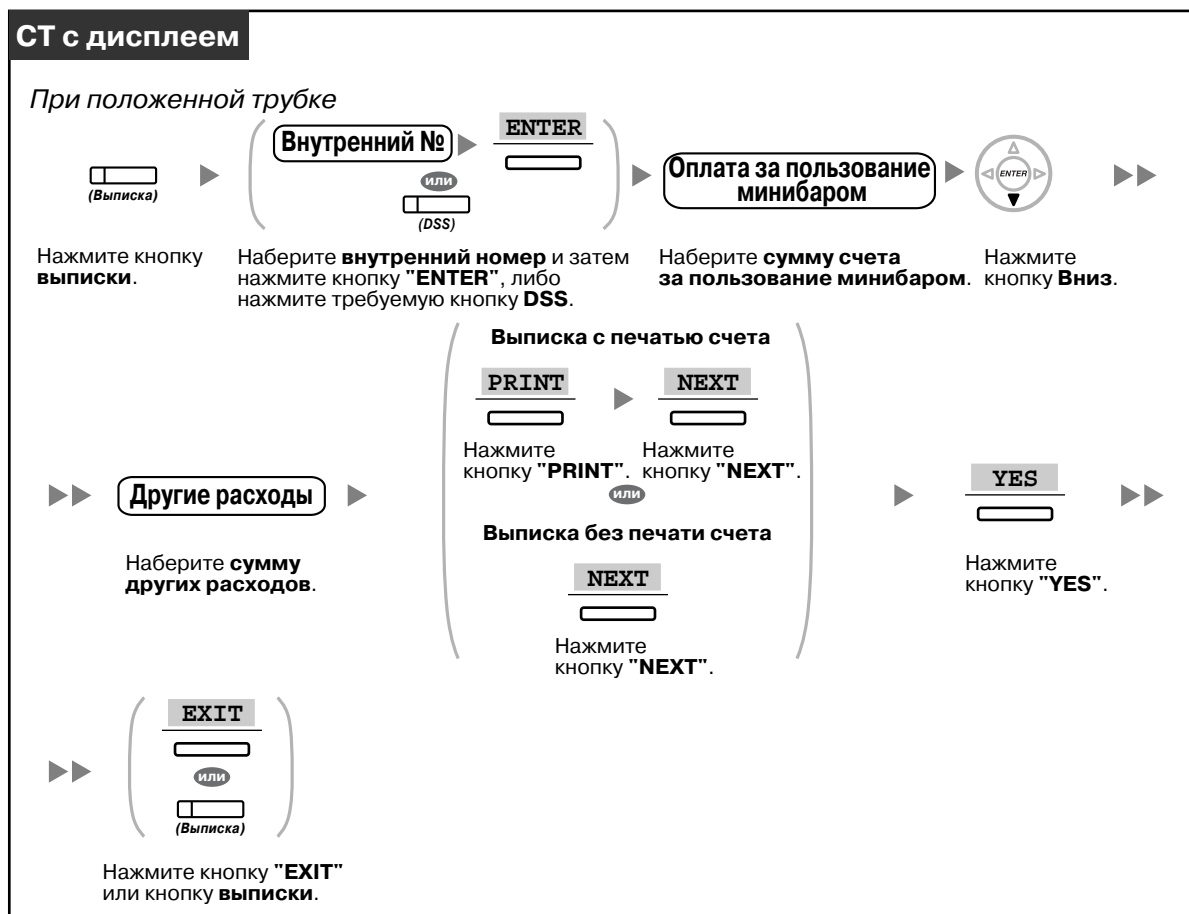 СТ с дисплеем
При положенной трубке
(Выписка)
Внутренний №
ENTER
или
(DSS)
Оплата за пользование
минибаром
ENTER
Нажмите кнопку
выписки.
Наберите внутренний номер и затем
нажмите кнопку "ENTER", либо
нажмите требуемую кнопку DSS.
Наберите сумму счета
за пользование минибаром.
Нажмите
кнопку Вниз.
Другие расходы
Наберите сумму
других расходов.
Выписка с печатью счета
PRINT
NEXT
Нажмите
кнопку "PRINT".
Нажмите
кнопку "NEXT".
или
Выписка без печати счета
NEXT
Нажмите
кнопку "NEXT".
YES
Нажмите
кнопку "YES".
EXIT
или
(Выписка)
Нажмите кнопку "EXIT"
или кнопку выписки.